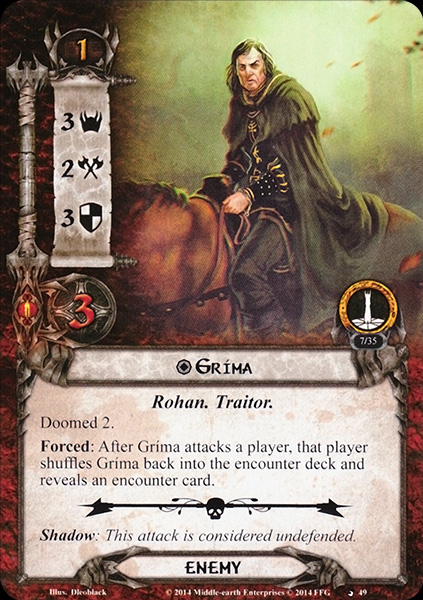 1
3
2
3
3
7/35
Gríma
Rohan. Traitor.
Doomed 2.
Forced: After Gríma attacks a player, that player
shuffles Gríma back into the encounter deck and
reveals an encounter card.
Shadow: This attack is considered undefended.
ENEMY
Illus. Dleoblack © 2014 Middle-earth Enterprises © 2014 FFG 49